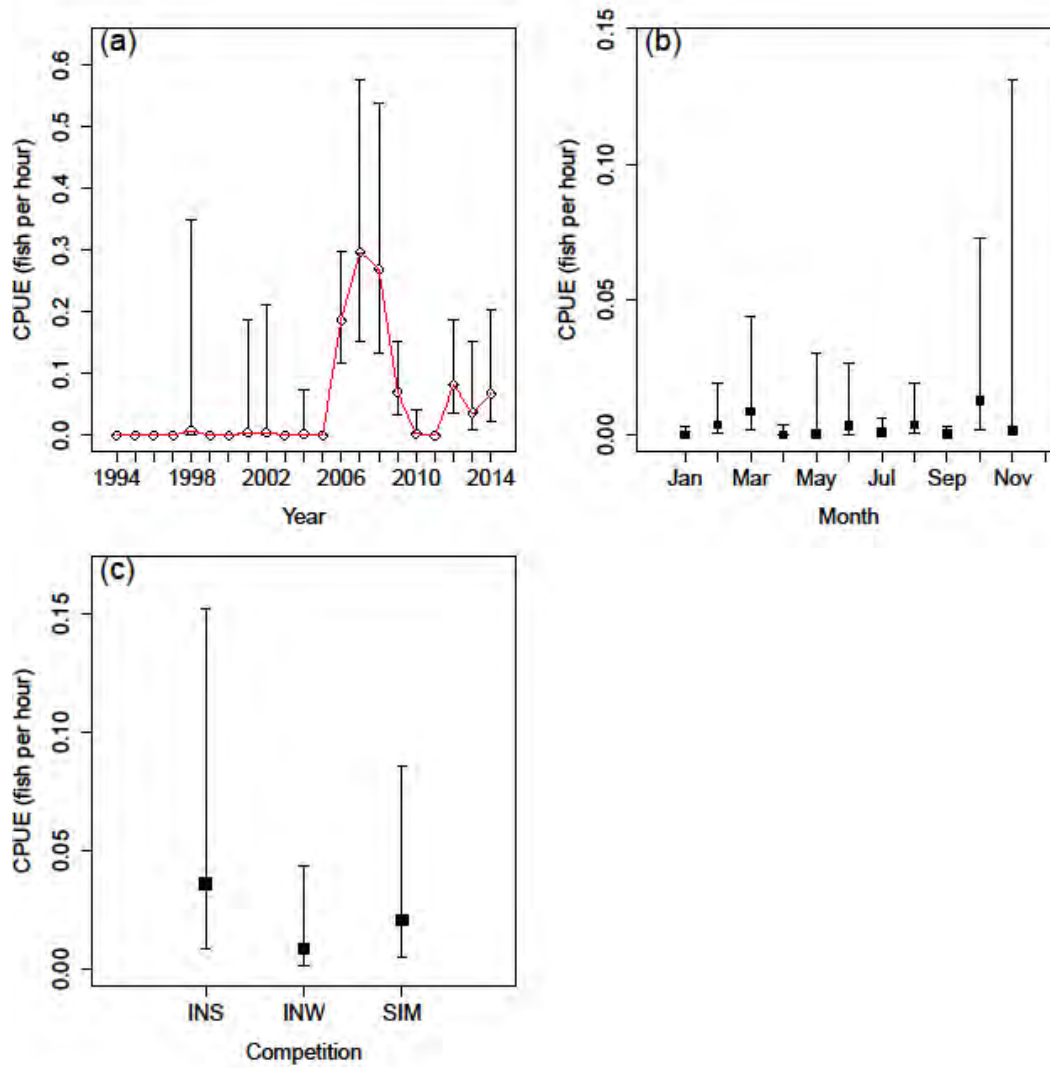 (a)
CPUE (fish per hour)
0.6
0.5
0.4
0.3
0.2
0.1
0.0
1994 1998 2002 2006 2010 2014
Year
(b)
CPUE (fish per hour)
0.15
0.10
0.05
0.00
Jan Mar May Jul Sep Nov
Month
(c)
CPUE (fish per hour)
0.15
0.10
0.05
0.00
INS INW SIM
Competition